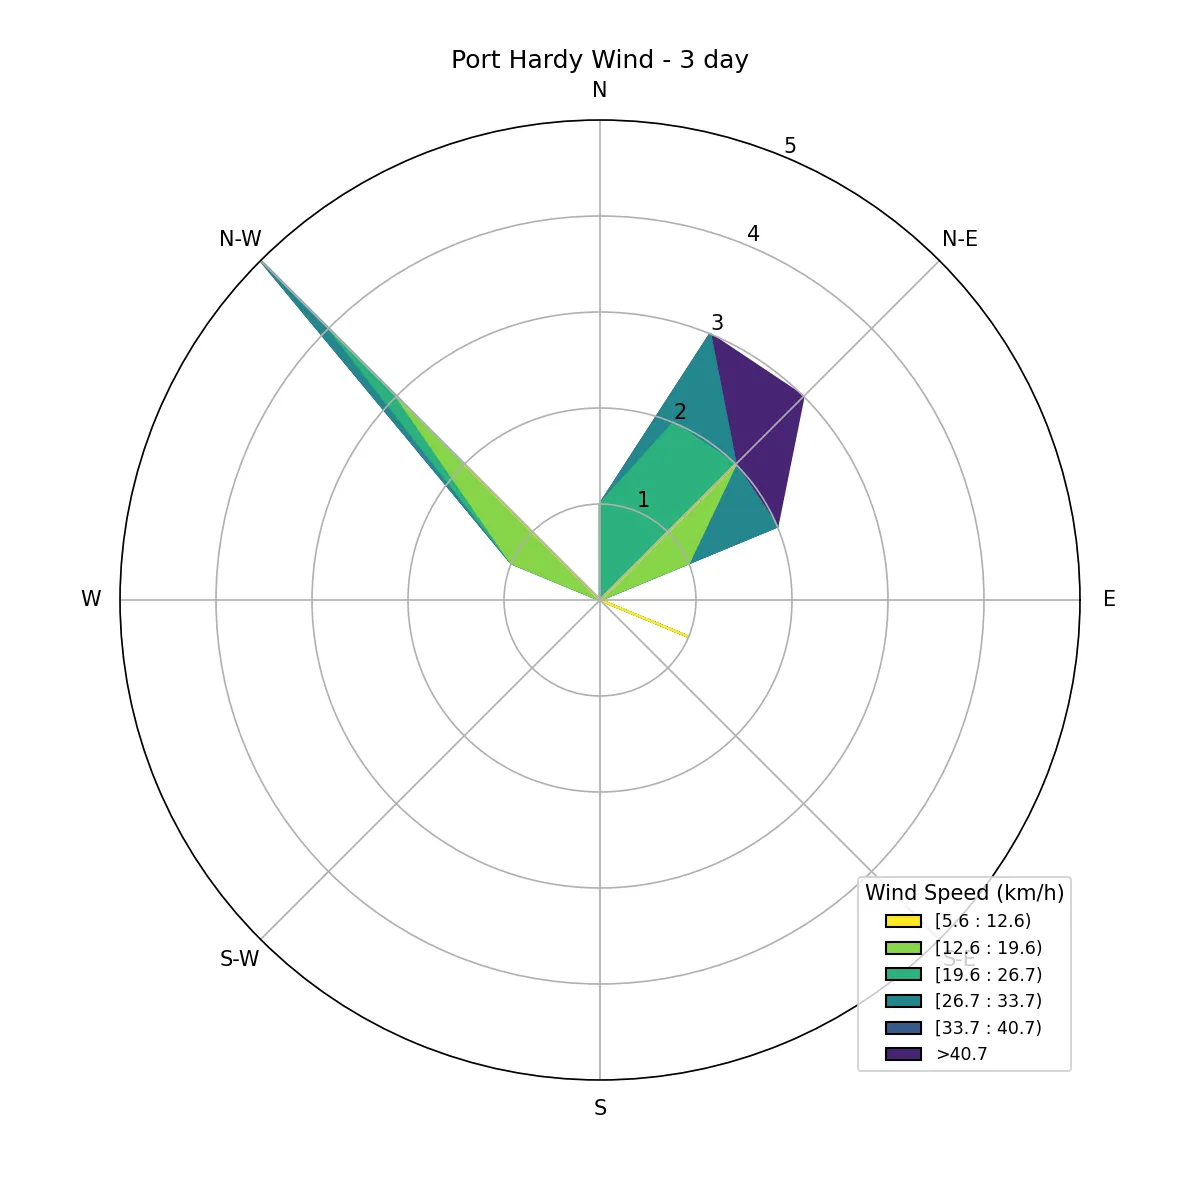 Port Hardy Wind - 3 day
N
5
N-W
4
N-E
3
2
1
W
E
Wind Speed (km/h)
[5.6 : 12.6)
[12.6 : 19.6)
S-W
S-E
[19.6 : 26.7)
[26.7 : 33.7)
[33.7 : 40.7)
>40.7
S